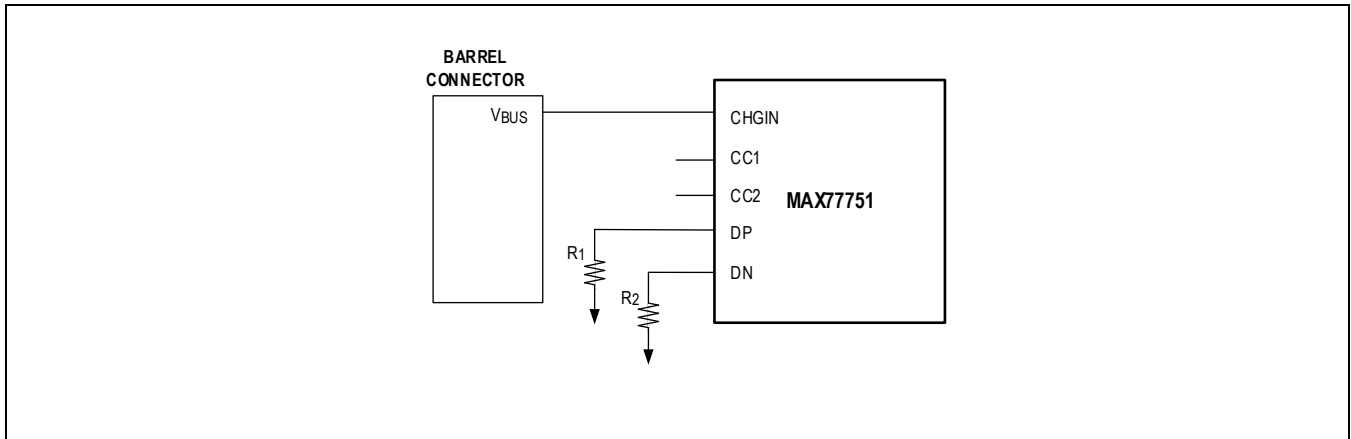 BARREL
CONNECTOR
VBUS
CHGIN
CC1
CC2
MAX77751
DP
R1
DN
R2